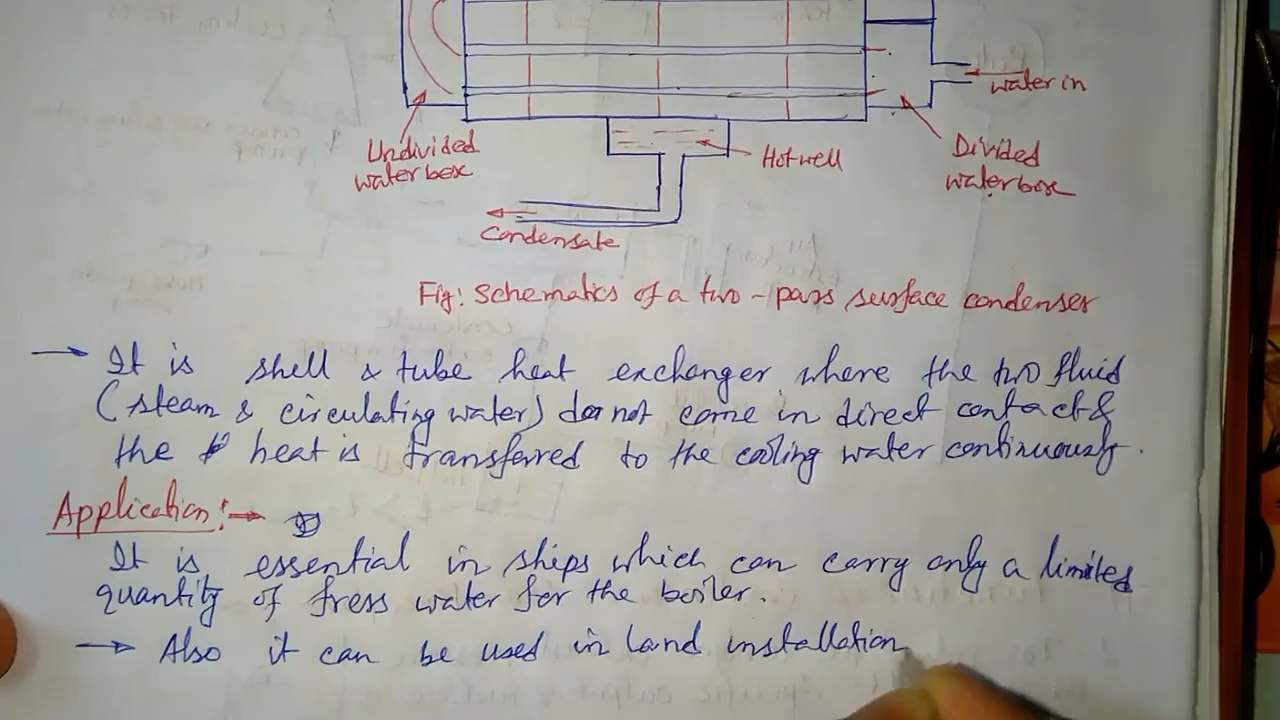 water in
Undivided
water box
Hotwell
Divided
waterbox
Condensate
Fig: Schematics of a two-pass surface condenser
→ It is shell & tube heat exchanger where the two fluid
(steam & circulating water) do not come in direct contact &
the heat is transferred to the cooling water continuously.
Application:→
It is essential in ships which can carry only a limited
quantity of fress water for the boiler.
→ Also it can be used in land installation